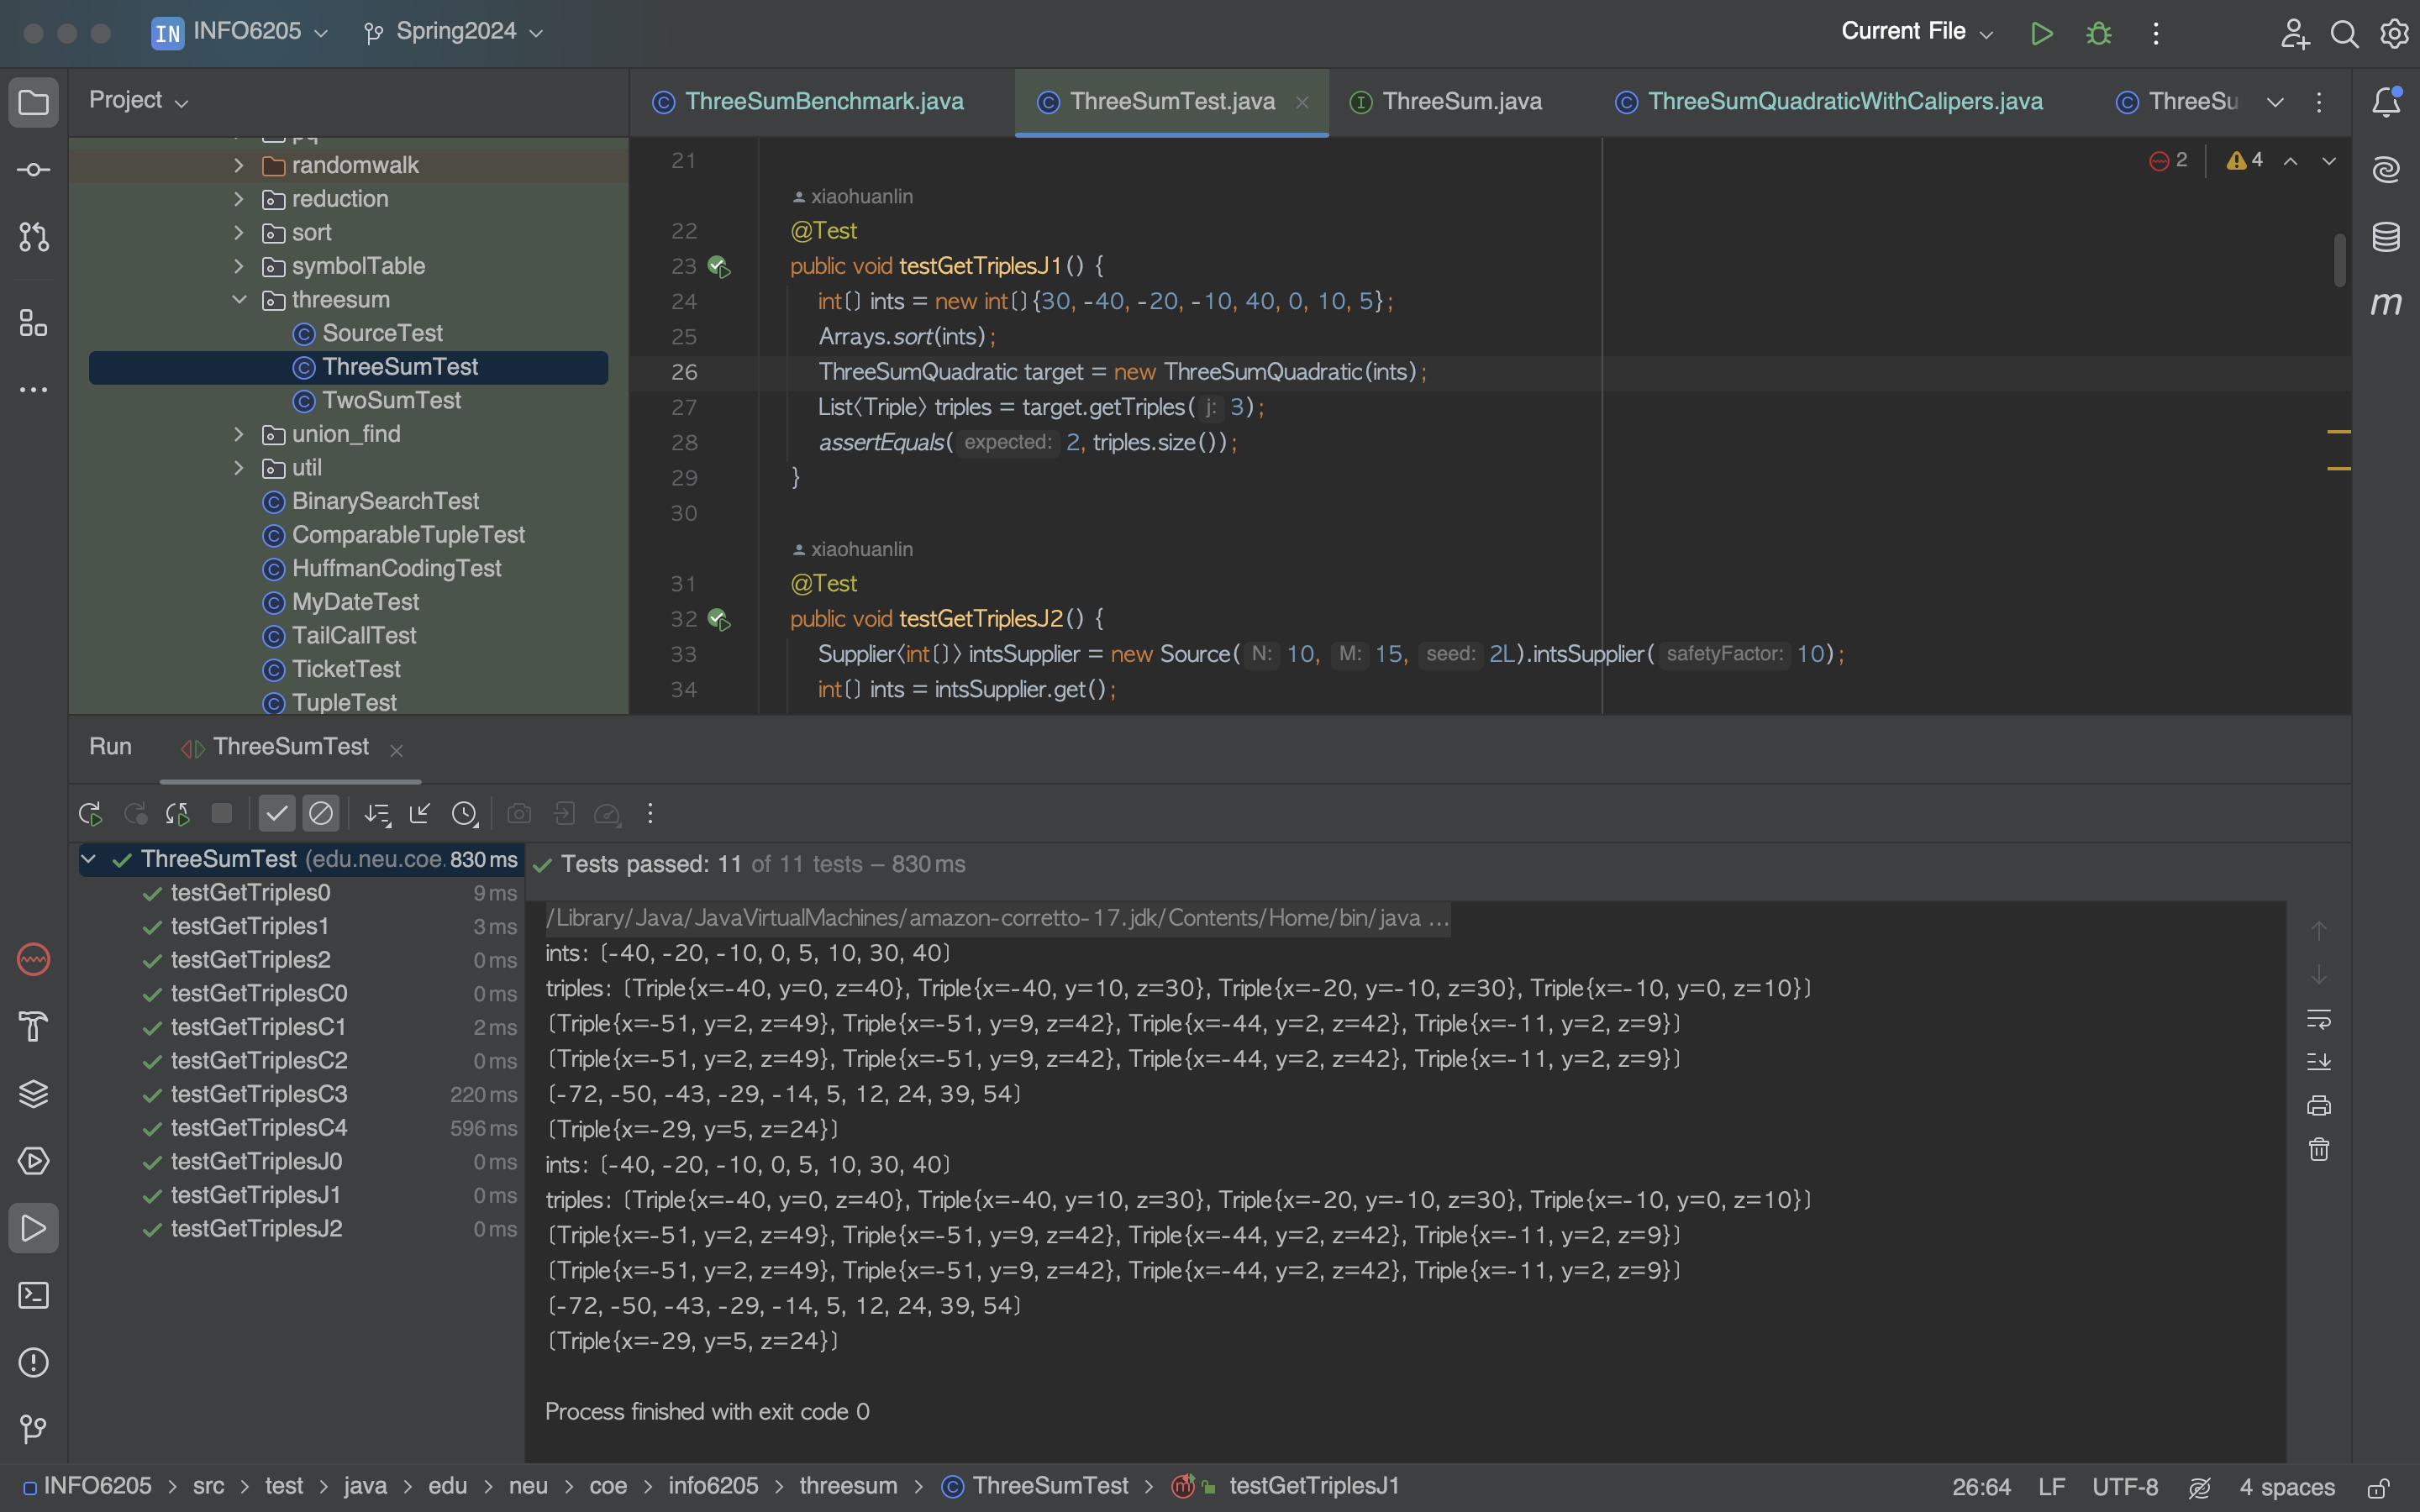 IN INFO6205 Spring2024 Current File
Project
ThreeSumBenchmark.java ThreeSumTest.java ThreeSum.java ThreeSumQuadraticWithCalipers.java ThreeSu
pq
randomwalk
reduction
sort
symbolTable
threesum
SourceTest
ThreeSumTest
TwoSumTest
union_find
util
BinarySearchTest
ComparableTupleTest
HuffmanCodingTest
MyDateTest
TailCallTest
TicketTest
TupleTest
2 4
21
xiaohuanlin
22 @Test
23 public void testGetTriplesJ1() {
24 int[] ints = new int[]{30, -40, -20, -10, 40, 0, 10, 5};
25 Arrays.sort(ints);
26 ThreeSumQuadratic target = new ThreeSumQuadratic(ints);
27 List<Triple> triples = target.getTriples( j: 3);
28 assertEquals( expected: 2, triples.size());
29 }
30
xiaohuanlin
31 @Test
32 public void testGetTriplesJ2() {
33 Supplier<int[]> intsSupplier = new Source( N: 10, M: 15, seed: 2L).intsSupplier( safetyFactor: 10);
34 int[] ints = intsSupplier.get();
m
Run ThreeSumTest
ThreeSumTest (edu.neu.coe. 830 ms
testGetTriples0 9 ms
testGetTriples1 3 ms
testGetTriples2 0 ms
testGetTriplesC0 0 ms
testGetTriplesC1 2 ms
testGetTriplesC2 0 ms
testGetTriplesC3 220 ms
testGetTriplesC4 596 ms
testGetTriplesJ0 0 ms
testGetTriplesJ1 0 ms
testGetTriplesJ2 0 ms
Tests passed: 11 of 11 tests – 830 ms
/Library/Java/JavaVirtualMachines/amazon-corretto-17.jdk/Contents/Home/bin/java ...
ints: [-40, -20, -10, 0, 5, 10, 30, 40]
triples: [Triple{x=-40, y=0, z=40}, Triple{x=-40, y=10, z=30}, Triple{x=-20, y=-10, z=30}, Triple{x=-10, y=0, z=10}]
[Triple{x=-51, y=2, z=49}, Triple{x=-51, y=9, z=42}, Triple{x=-44, y=2, z=42}, Triple{x=-11, y=2, z=9}]
[Triple{x=-51, y=2, z=49}, Triple{x=-51, y=9, z=42}, Triple{x=-44, y=2, z=42}, Triple{x=-11, y=2, z=9}]
[-72, -50, -43, -29, -14, 5, 12, 24, 39, 54]
[Triple{x=-29, y=5, z=24}]
ints: [-40, -20, -10, 0, 5, 10, 30, 40]
triples: [Triple{x=-40, y=0, z=40}, Triple{x=-40, y=10, z=30}, Triple{x=-20, y=-10, z=30}, Triple{x=-10, y=0, z=10}]
[Triple{x=-51, y=2, z=49}, Triple{x=-51, y=9, z=42}, Triple{x=-44, y=2, z=42}, Triple{x=-11, y=2, z=9}]
[Triple{x=-51, y=2, z=49}, Triple{x=-51, y=9, z=42}, Triple{x=-44, y=2, z=42}, Triple{x=-11, y=2, z=9}]
[-72, -50, -43, -29, -14, 5, 12, 24, 39, 54]
[Triple{x=-29, y=5, z=24}]
Process finished with exit code 0
INFO6205 > src > test > java > edu > neu > coe > info6205 > threesum > ThreeSumTest > testGetTriplesJ1 26:64 LF UTF-8 4 spaces